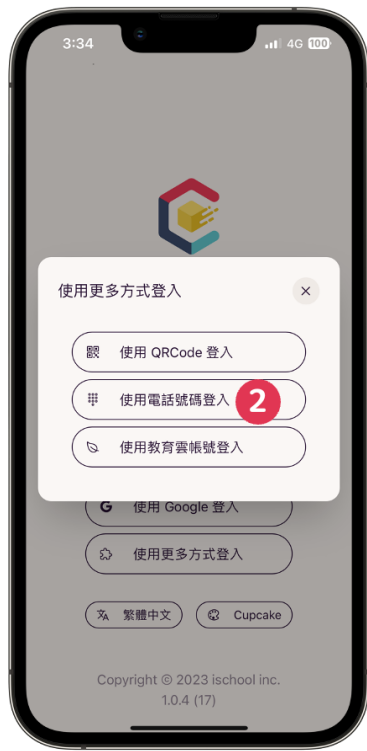 3:34
4G 100
使用更多方式登入
使用 QRCode 登入
使用電話號碼登入 2
使用教育雲帳號登入
G 使用 Google 登入
使用更多方式登入
繁體中文 Cupcake
Copyright © 2023 ischool inc.
1.0.4 (17)